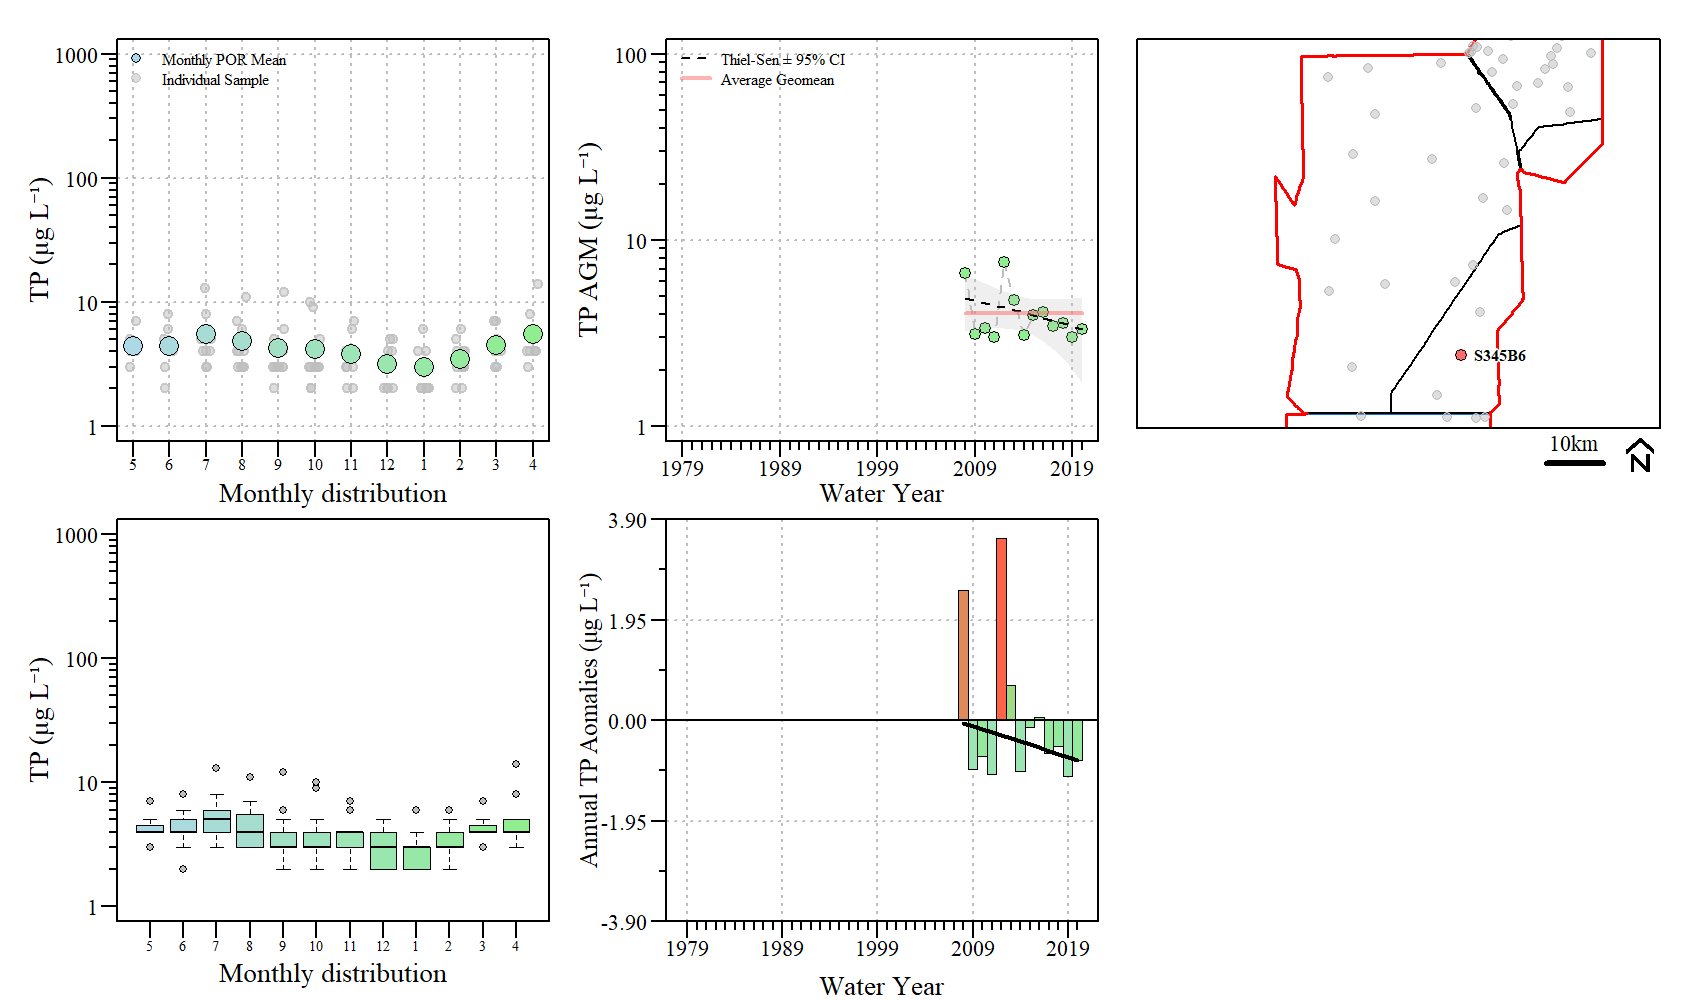 1000
100
10
1
TP (µg L⁻¹)
Monthly POR Mean
Individual Sample
5 6 7 8 9 10 11 12 1 2 3 4
Monthly distribution
100
10
1
TP AGM (µg L⁻¹)
Thiel-Sen ± 95% CI
Average Geomean
1979 1989 1999 2009 2019
Water Year
S345B6
10km
N
1000
100
10
1
TP (µg L⁻¹)
5 6 7 8 9 10 11 12 1 2 3 4
Monthly distribution
3.90
1.95
0.00
-1.95
-3.90
Annual TP Aomalies (µg L⁻¹)
1979 1989 1999 2009 2019
Water Year